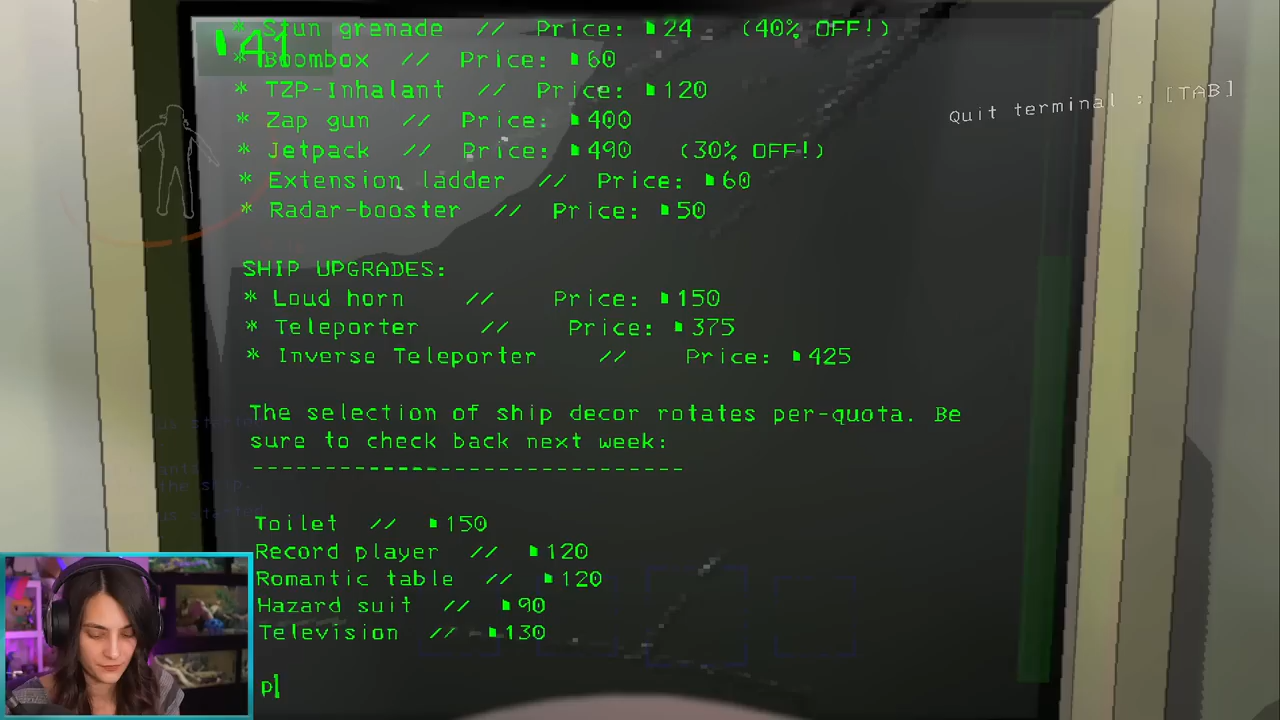 * Stun grenade // Price: ▮24 (40% OFF!)
▮41
* Boombox // Price: ▮60
* TZP-Inhalant // Price: ▮120
* Zap gun // Price: ▮400
* Jetpack // Price: ▮490 (30% OFF!)
* Extension ladder // Price: ▮60
* Radar-booster // Price: ▮50
Quit terminal : [TAB]
SHIP UPGRADES:
* Loud horn // Price: ▮150
* Teleporter // Price: ▮375
* Inverse Teleporter // Price: ▮425
The selection of ship decor rotates per-quota. Be
sure to check back next week:
-------------------------------
Toilet // ▮150
Record player // ▮120
Romantic table // ▮120
Hazard suit // ▮90
Television // ▮130
p